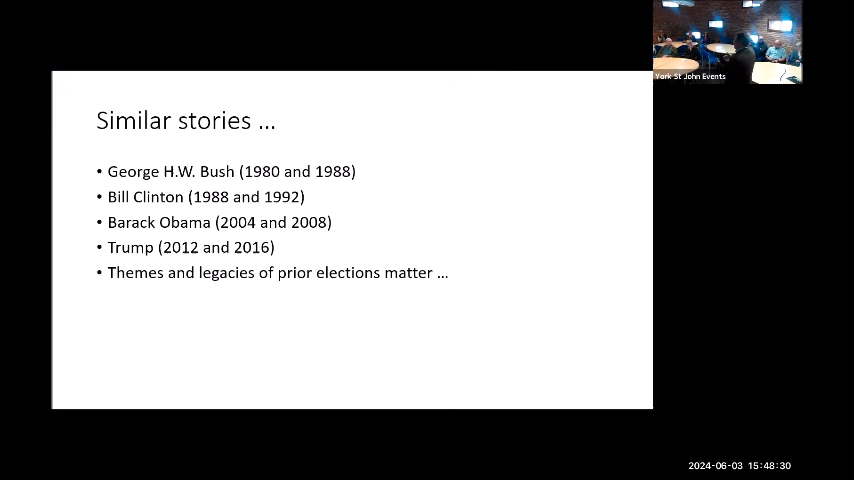 York St John Events
Similar stories …
• George H.W. Bush (1980 and 1988)
• Bill Clinton (1988 and 1992)
• Barack Obama (2004 and 2008)
• Trump (2012 and 2016)
• Themes and legacies of prior elections matter …
2024-06-03 15:48:30